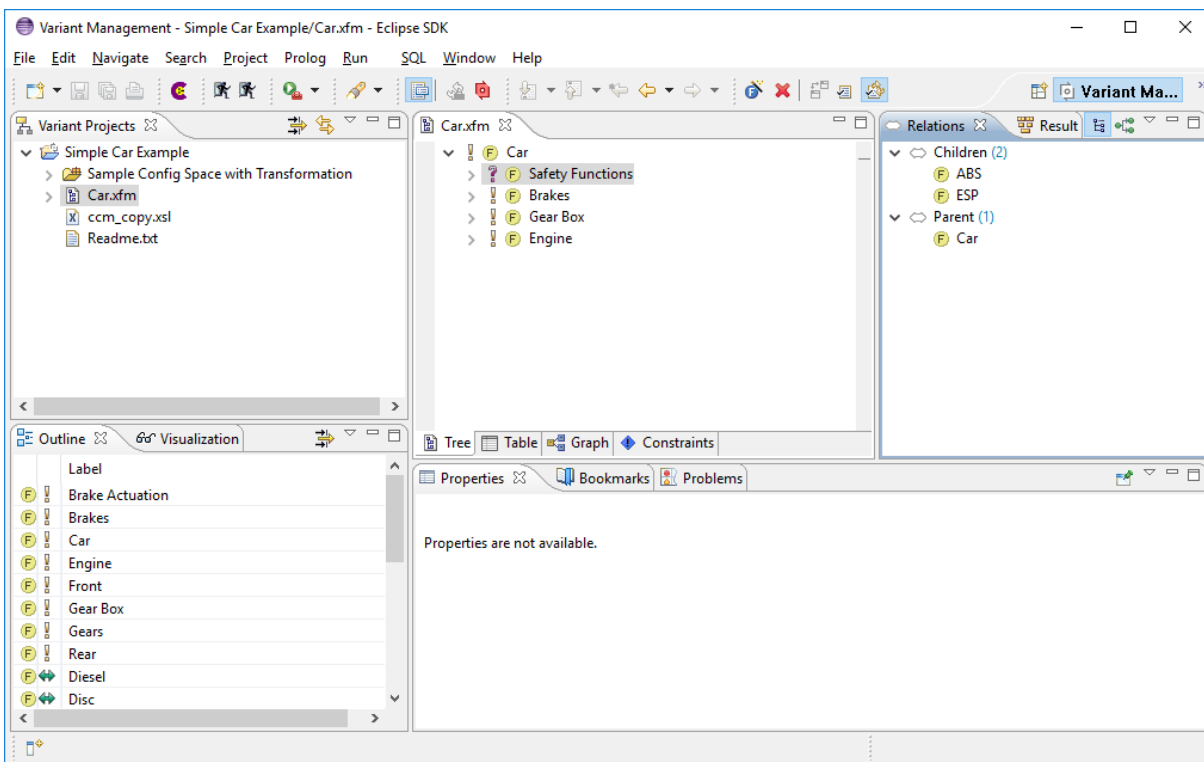 Variant Management - Simple Car Example/Car.xfm - Eclipse SDK
File Edit Navigate Search Project Prolog Run SQL Window Help
Variant Ma...
Variant Projects
Simple Car Example
Sample Config Space with Transformation
Car.xfm
ccm_copy.xsl
Readme.txt
Car.xfm
Car
Safety Functions
Brakes
Gear Box
Engine
Tree Table Graph Constraints
Relations Result
Children (2)
ABS
ESP
Parent (1)
Car
Outline Visualization
Label
Brake Actuation
Brakes
Car
Engine
Front
Gear Box
Gears
Rear
Diesel
Disc
Properties Bookmarks Problems
Properties are not available.